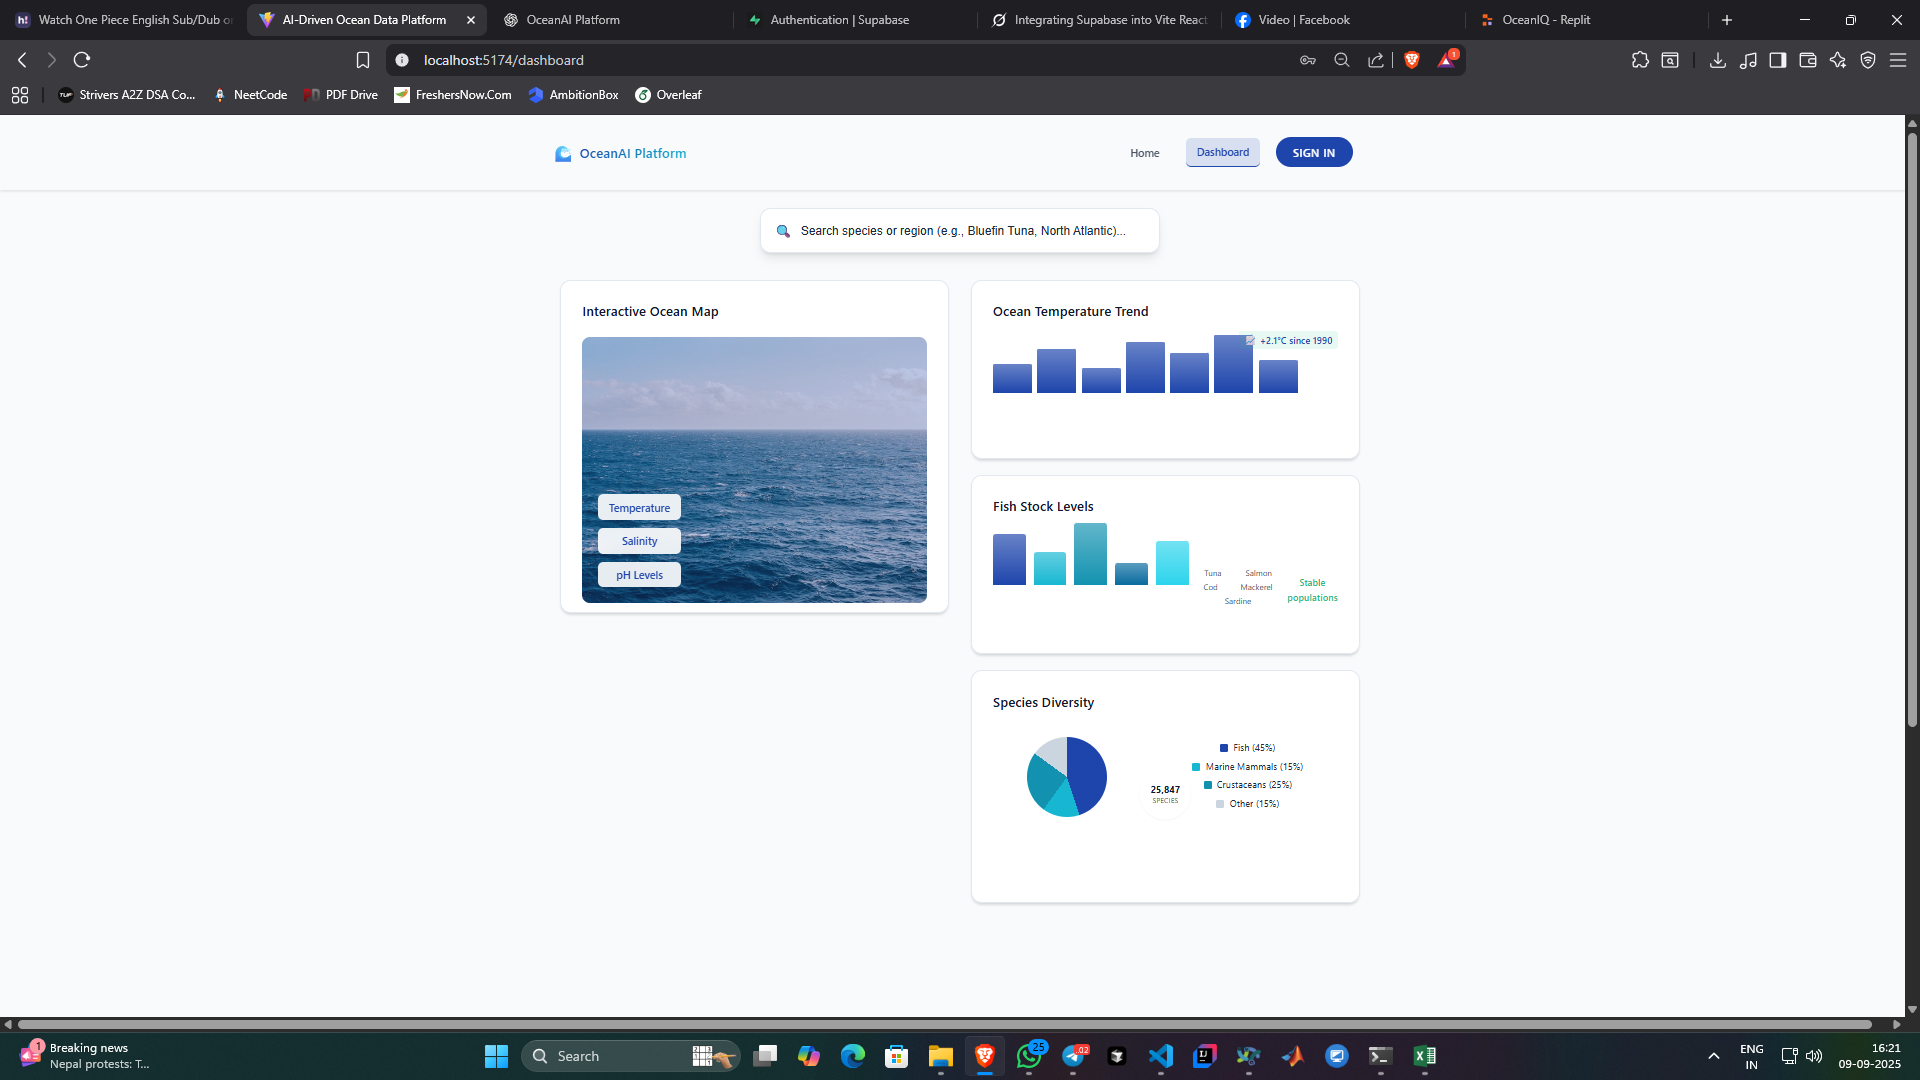 Watch One Piece English Sub/Dub o
AI-Driven Ocean Data Platform
OceanAI Platform
Authentication | Supabase
Integrating Supabase into Vite React
Video | Facebook
OceanIQ - Replit
localhost:5174/dashboard
1
Strivers A2Z DSA Co...
NeetCode
PDF Drive
FreshersNow.Com
AmbitionBox
Overleaf
OceanAI Platform
Home
Dashboard
SIGN IN
Search species or region (e.g., Bluefin Tuna, North Atlantic)...
Interactive Ocean Map
Temperature
Salinity
pH Levels
Ocean Temperature Trend
+2.1°C since 1990
Fish Stock Levels
Tuna
Salmon
Cod
Mackerel
Sardine
Stable
populations
Species Diversity
25,847
SPECIES
Fish (45%)
Marine Mammals (15%)
Crustaceans (25%)
Other (15%)
1
Breaking news
Nepal protests: T...
Search
25
.02
ENG
IN
16:21
09-09-2025